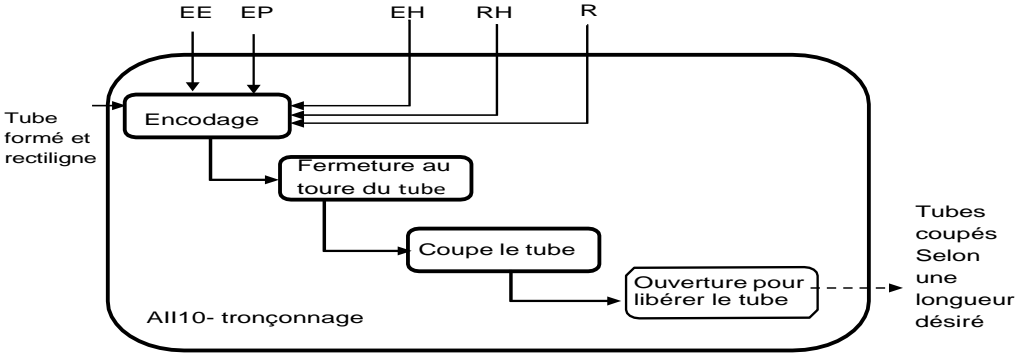 EE EP EH RH R
Tube
formé et
rectiligne
Encodage
Fermeture au
toure du tube
Coupe le tube
Ouverture pour
libérer le tube
Tubes
coupés
Selon
une
longueur
désiré
All10- tronçonnage